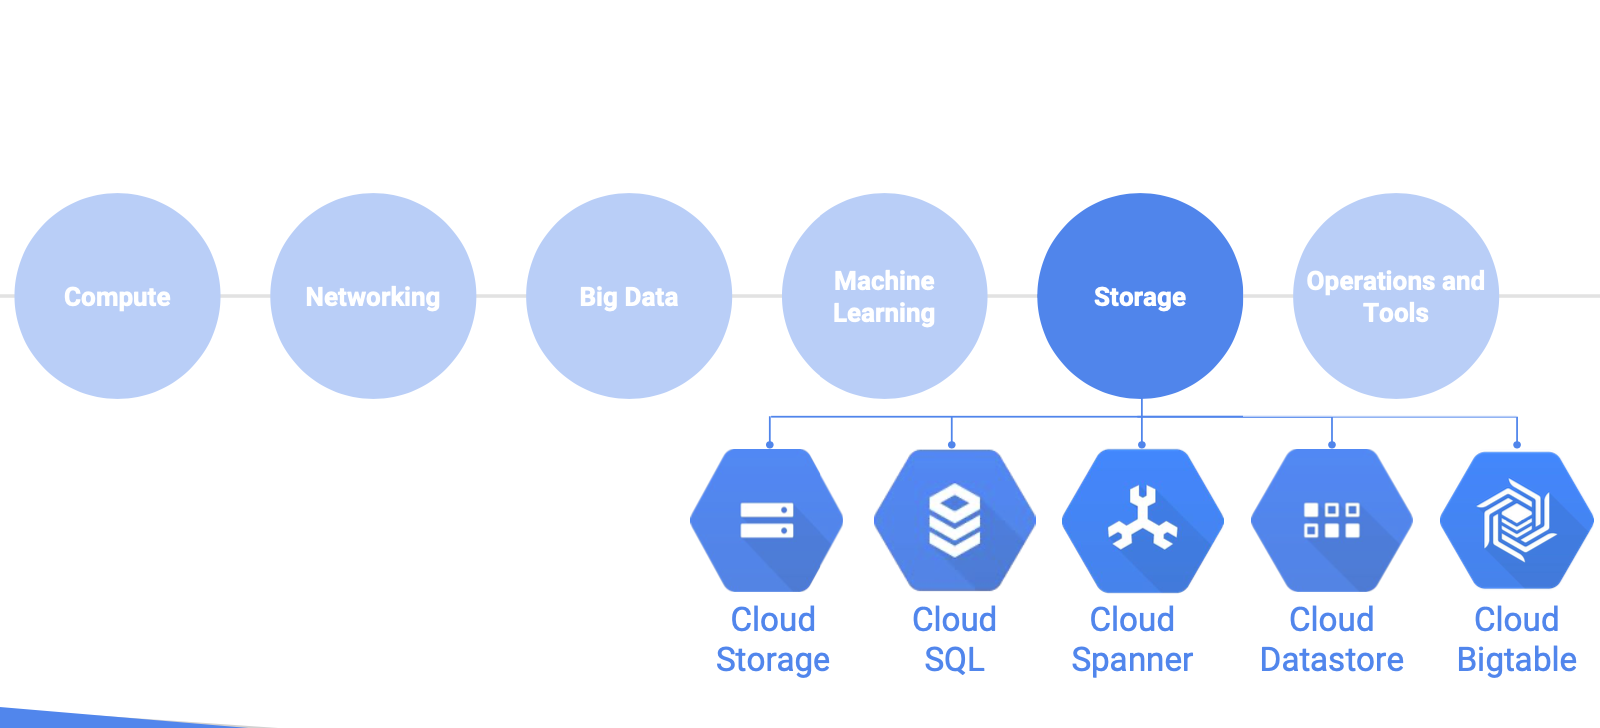 Compute
Networking
Big Data
Machine
Learning
Storage
Operations and
Tools
Cloud
Storage
Cloud
SQL
Cloud
Spanner
Cloud
Datastore
Cloud
Bigtable